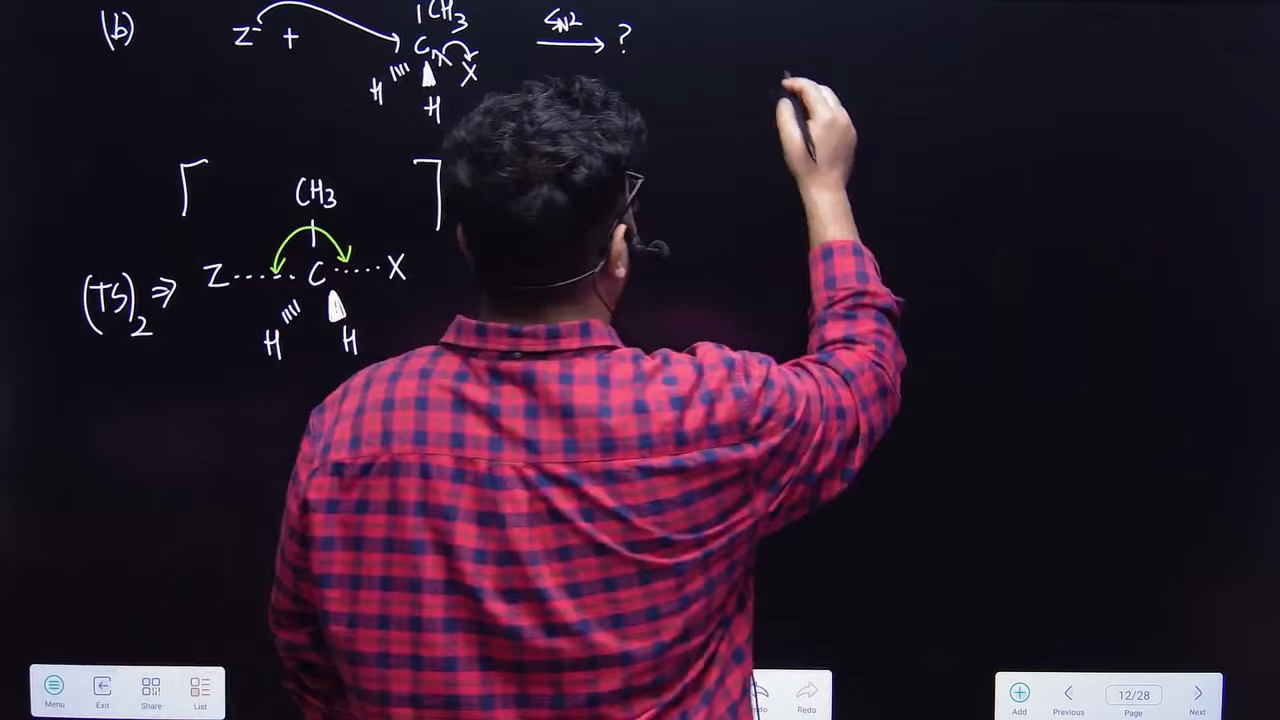 (b) Z⁻ + CH3 C X H H SN2 → ?
CH3
(TS)2 ⇒ Z ····· C ····· X
H H
Menu Exit Share List Redo Add Previous 12/28 Page Next